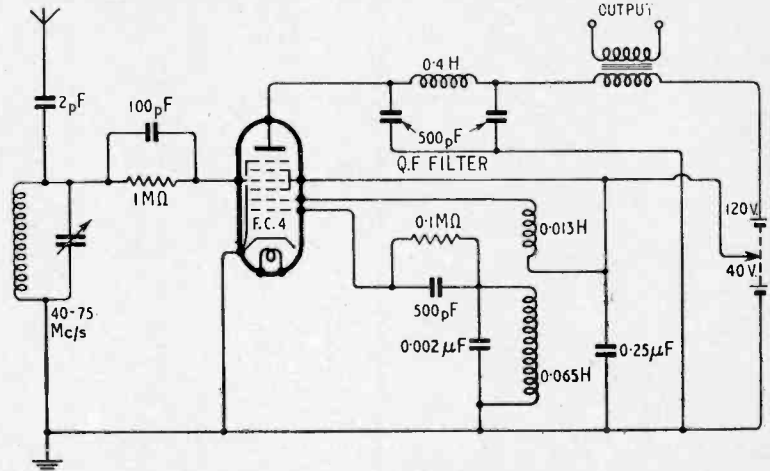 OUTPUT
0·4 H
2pF
100pF
500pF
Q.F FILTER
1MΩ
F.C. 4
0·1MΩ
0·013H
120V.
40V.
40-75
Mc/s
500pF
0·002μF
0·065H
0·25μF